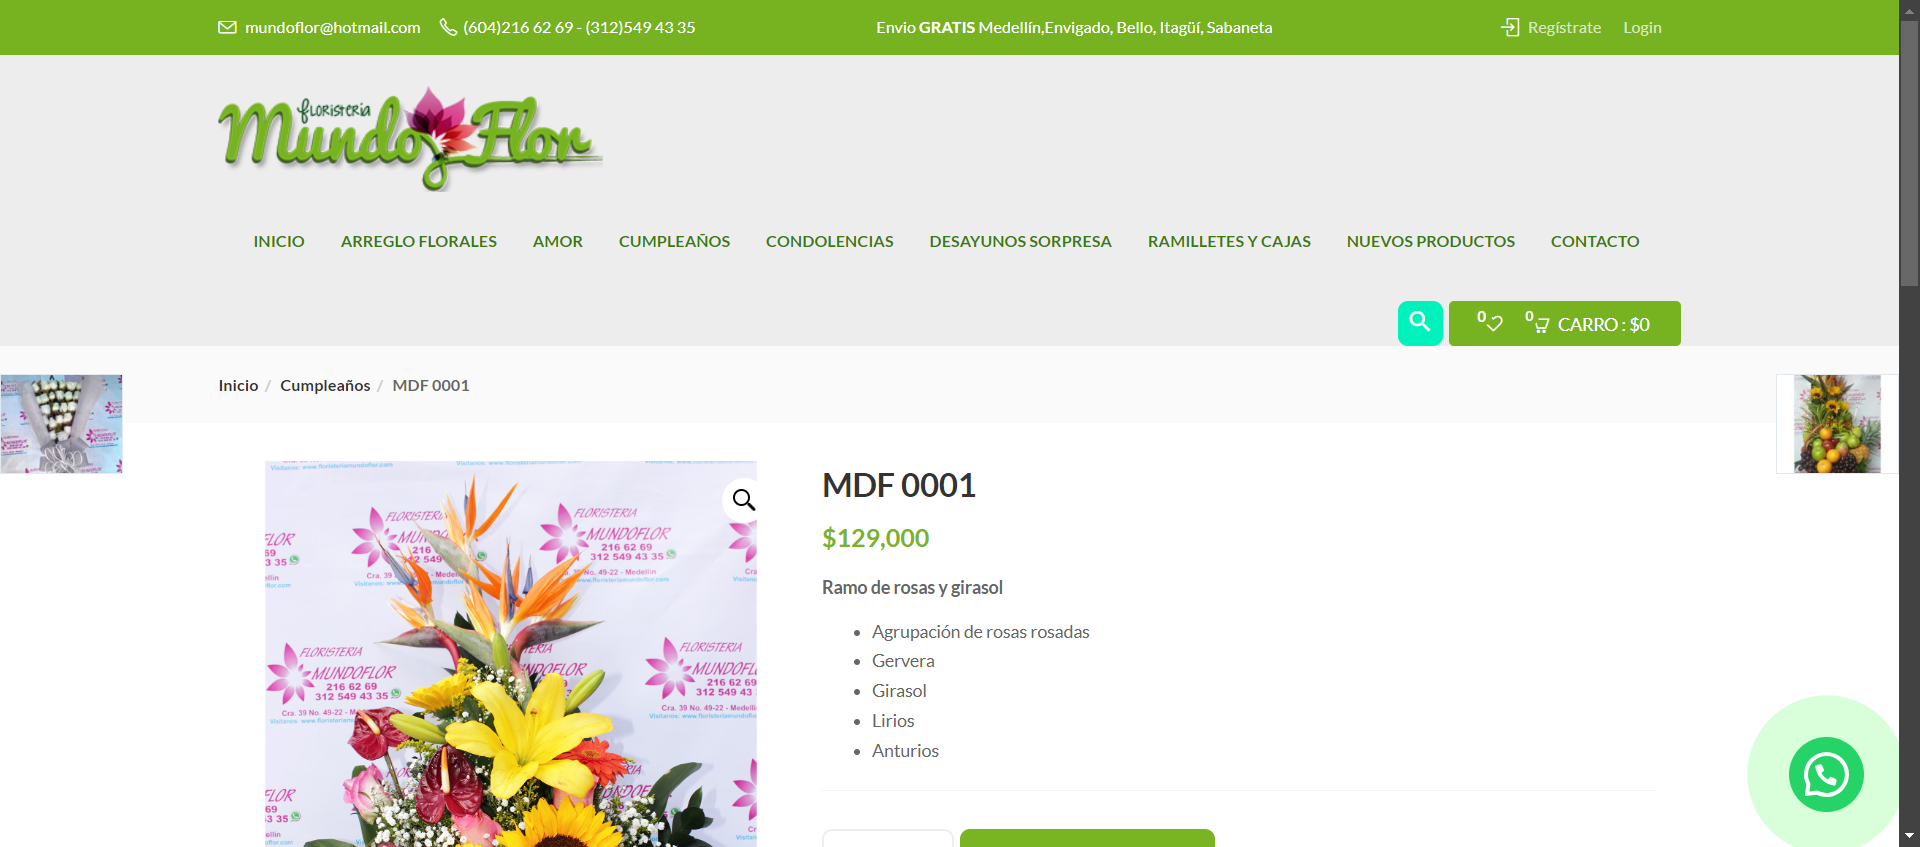 mundoflor@hotmail.com (604)216 62 69 - (312)549 43 35 Envio GRATIS Medellín,Envigado, Bello, Itagüí, Sabaneta Regístrate Login
floristeria
Mundo Flor
INICIO ARREGLO FLORALES AMOR CUMPLEAÑOS CONDOLENCIAS DESAYUNOS SORPRESA RAMILLETES Y CAJAS NUEVOS PRODUCTOS CONTACTO
0 0 CARRO : $0
Inicio / Cumpleaños / MDF 0001
MDF 0001
$129,000
Ramo de rosas y girasol
Agrupación de rosas rosadas
Gervera
Girasol
Lirios
Anturios
Visitanos: www.floristeriamundoflor.com
FLORISTERIA
MUNDOFLOR
216 62 69
312 549 43 35
Cra. 39 No. 49-22 - Medellin